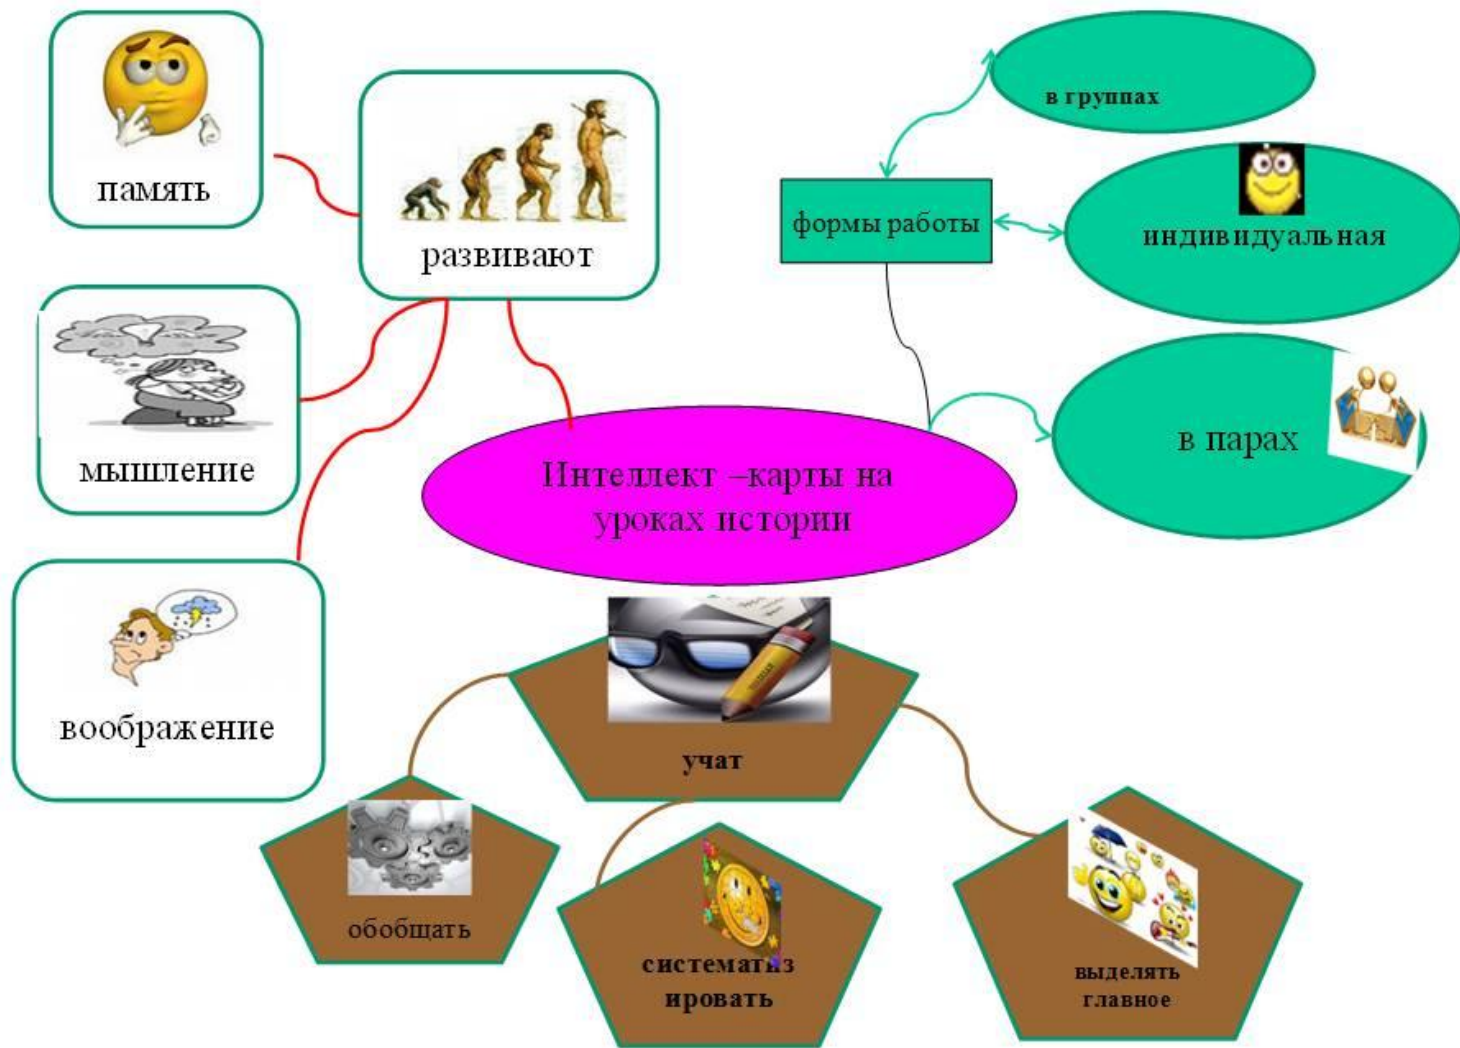 память
развивают
мышление
воображение
в группах
формы работы
индивидуальная
в парах
Интеллект –карты на
уроках истории
учат
обобщать
систематиз
ировать
выделять
главное